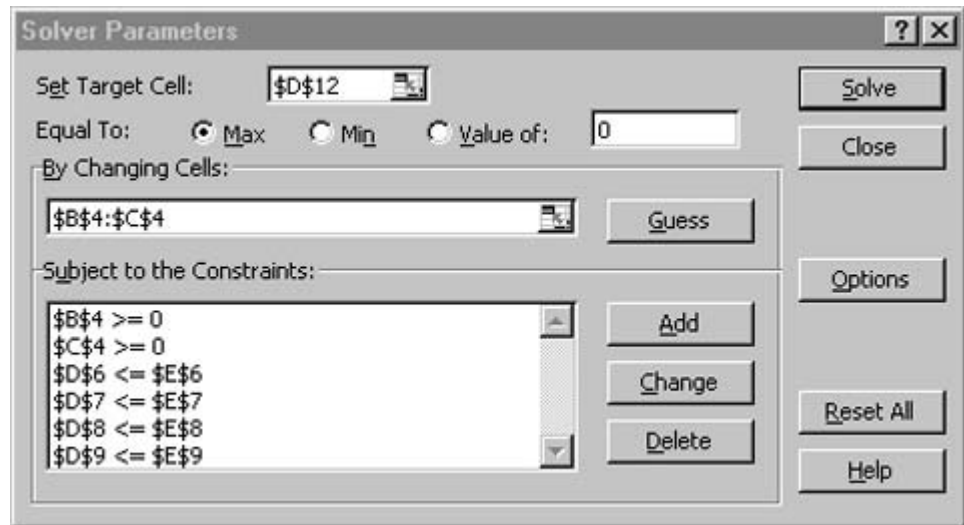 Solver Parameters
?
Set Target Cell: $D$12
Solve
Equal To: Max Min Value of: 0
Close
By Changing Cells:
$B$4:$C$4
Guess
Subject to the Constraints:
Options
$B$4 >= 0
$C$4 >= 0
$D$6 <= $E$6
$D$7 <= $E$7
$D$8 <= $E$8
$D$9 <= $E$9
Add
Change
Delete
Reset All
Help